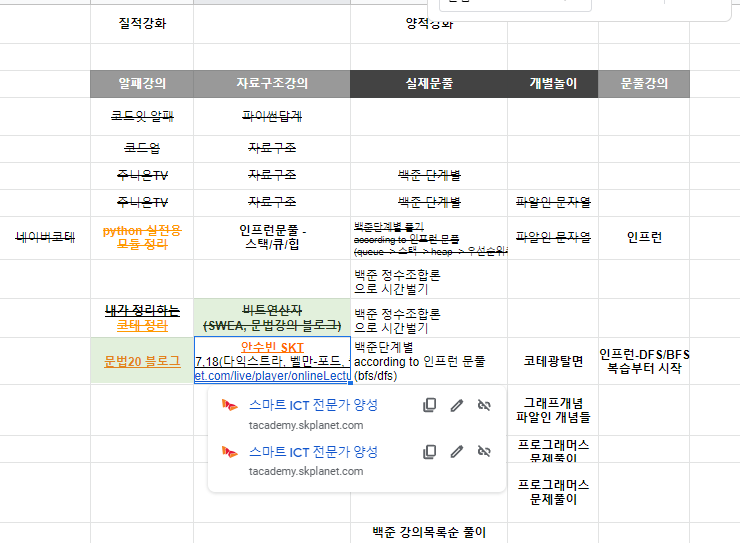 질적강화 양적강화
알패강의 자료구조강의 실제문풀 개별놀이 문풀강의
코드잇 알패 파이썬답게
코드업 자료구조
주니온TV 자료구조 백준 단계별
주니온TV 자료구조 백준 단계별 파알인 문자열
네이버코테
python 실전용
모듈 정리
인프런문풀 -
스택/큐/힙
백준단계별 풀기
according to 인프런 문풀
(queue -> 스택 -> heap -> 우선순위
파알인 문자열
인프런
백준 정수조합론
으로 시간벌기
내가 정리하는
코테 정리
비트연산자
(SWEA, 문법강의 블로그)
백준 정수조합론
으로 시간벌기
문법20 블로그
안수빈 SKT
7,18(다익스트라, 벨만-포드,
et.com/live/player/onlineLectu
백준단계별
according to 인프런 문풀
(bfs/dfs)
코테광탈면
인프런-DFS/BFS
복습부터 시작
스마트 ICT 전문가 양성
tacademy.skplanet.com
스마트 ICT 전문가 양성
tacademy.skplanet.com
그래프개념
파알인 개념들
프로그래머스
문제풀이
프로그래머스
문제풀이
백준 강의목록순 풀이